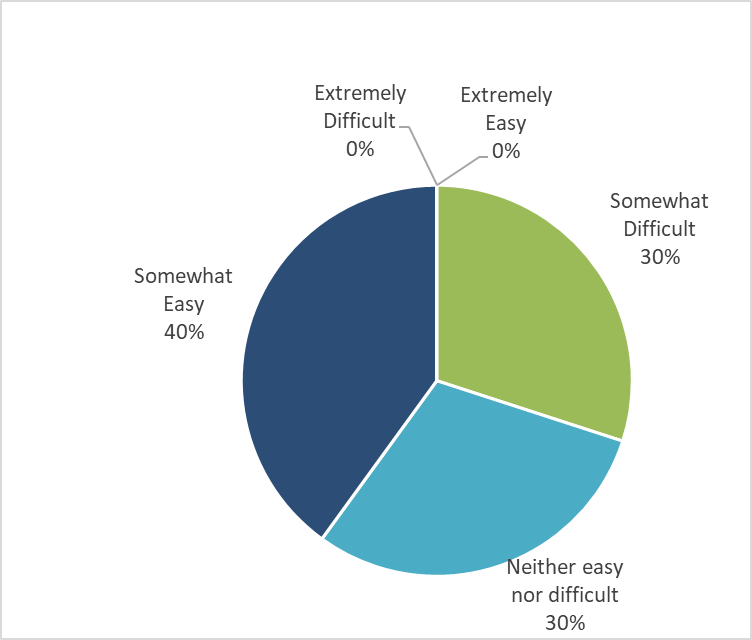 Extremely
Difficult
0%
Extremely
Easy
0%
Somewhat
Difficult
30%
Somewhat
Easy
40%
Neither easy
nor difficult
30%